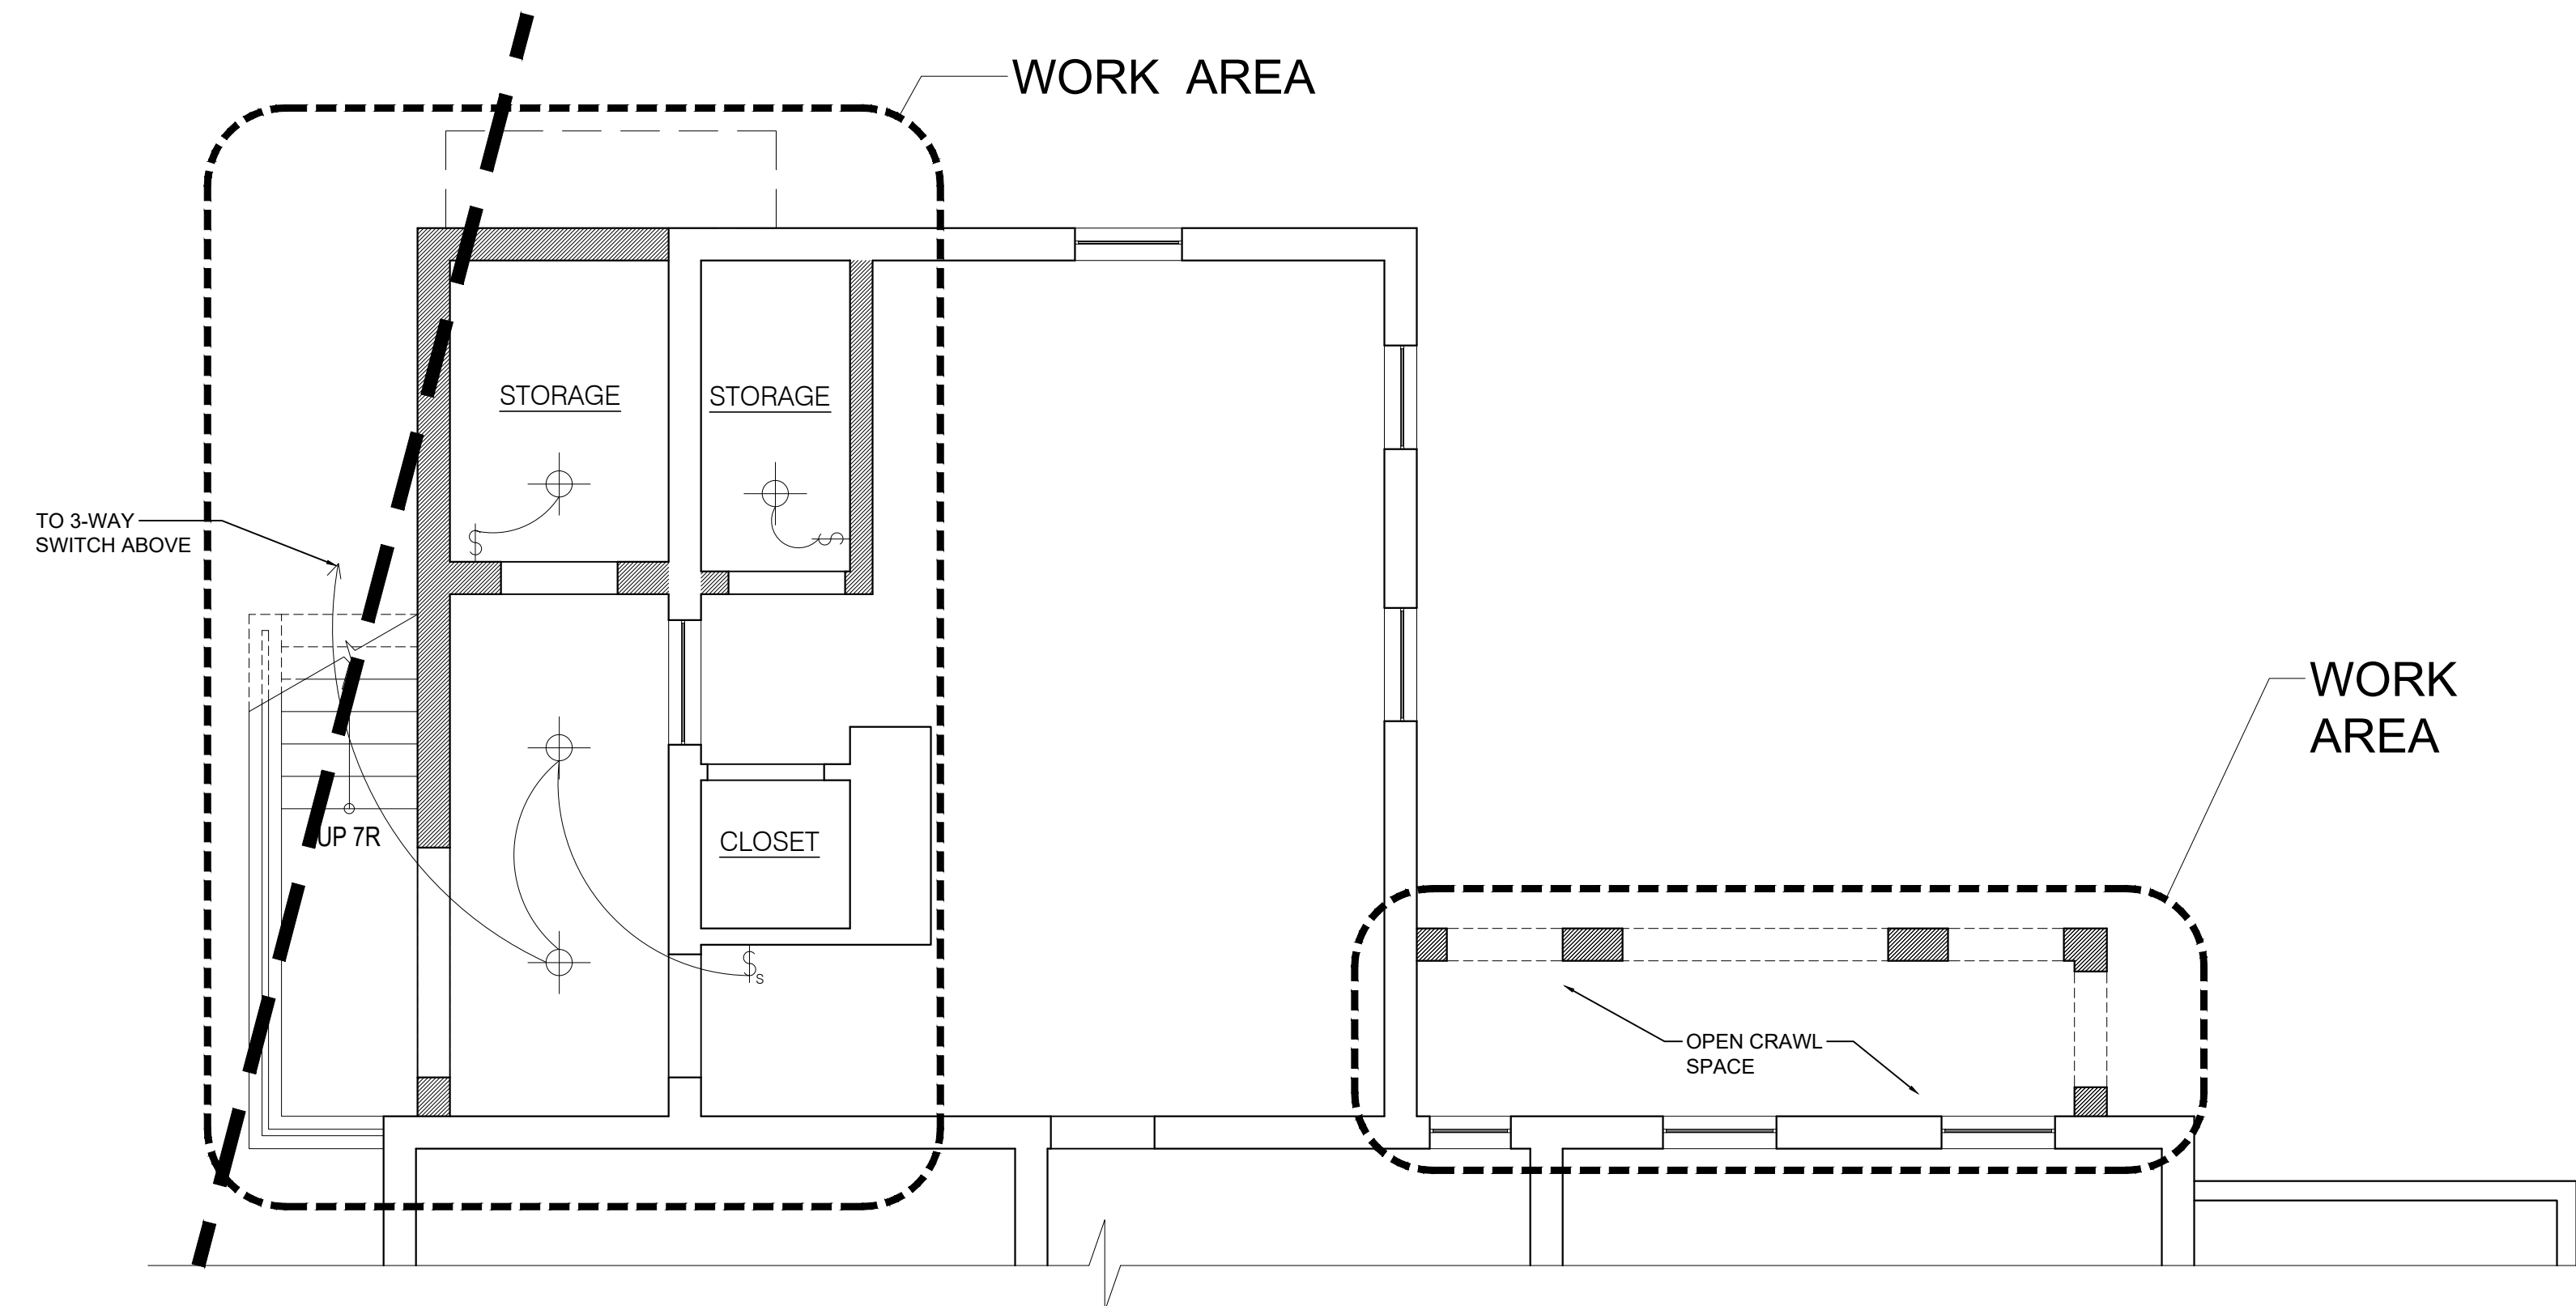 WORK AREA
STORAGE
STORAGE
TO 3-WAY
SWITCH ABOVE
WORK
AREA
UP 7R
CLOSET
$
$
$s
OPEN CRAWL
SPACE